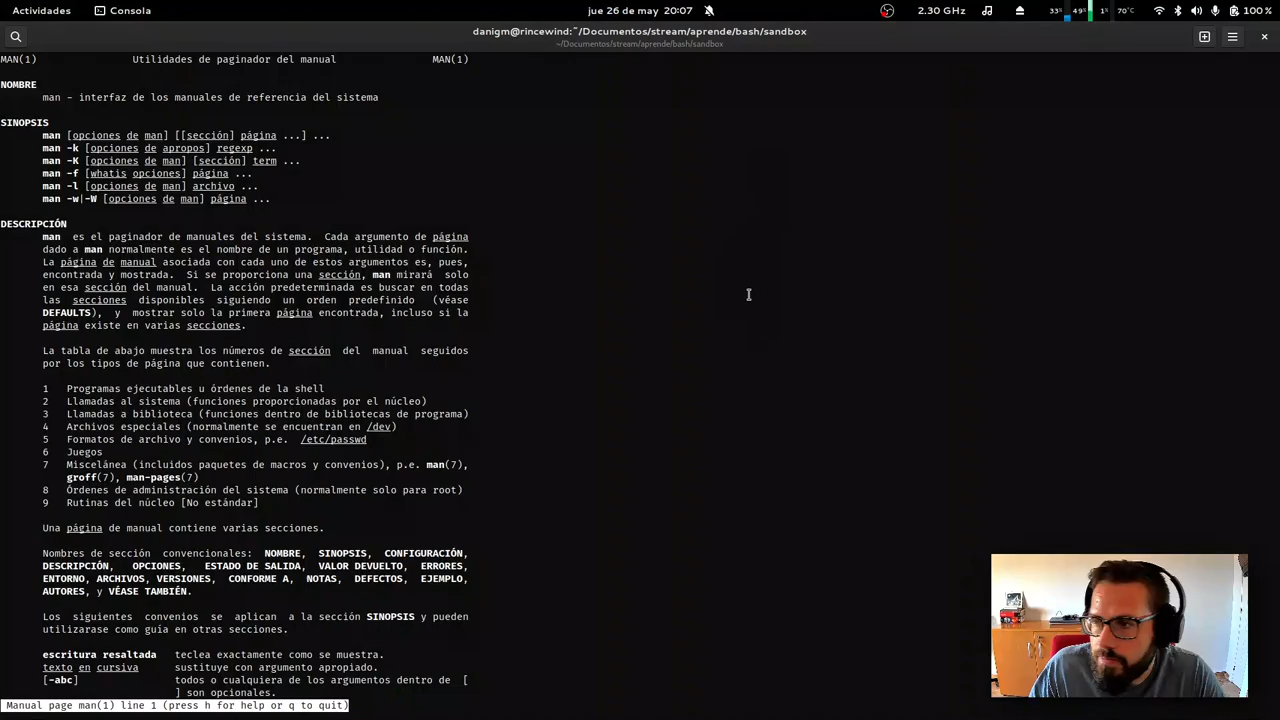 Actividades Consola jue 26 de may 20:07 2.30 GHz 33% 49% 1% 70°C 100 %
danigm@rincewind:~/Documentos/stream/aprende/bash/sandbox
~/Documentos/stream/aprende/bash/sandbox
MAN(1) Utilidades de paginador del manual MAN(1)
NOMBRE
man - interfaz de los manuales de referencia del sistema
SINOPSIS
man [opciones de man] [[sección] página ...] ...
man -k [opciones de apropos] regexp ...
man -K [opciones de man] [sección] term ...
man -f [whatis opciones] página ...
man -l [opciones de man] archivo ...
man -w|-W [opciones de man] página ...
DESCRIPCIÓN
man es el paginador de manuales del sistema. Cada argumento de página
dado a man normalmente es el nombre de un programa, utilidad o función.
La página de manual asociada con cada uno de estos argumentos es, pues,
encontrada y mostrada. Si se proporciona una sección, man mirará solo
en esa sección del manual. La acción predeterminada es buscar en todas
las secciones disponibles siguiendo un orden predefinido (véase
DEFAULTS), y mostrar solo la primera página encontrada, incluso si la
página existe en varias secciones.
La tabla de abajo muestra los números de sección del manual seguidos
por los tipos de página que contienen.
1 Programas ejecutables u órdenes de la shell
2 Llamadas al sistema (funciones proporcionadas por el núcleo)
3 Llamadas a biblioteca (funciones dentro de bibliotecas de programa)
4 Archivos especiales (normalmente se encuentran en /dev)
5 Formatos de archivo y convenios, p.e. /etc/passwd
6 Juegos
7 Miscelánea (incluidos paquetes de macros y convenios), p.e. man(7),
groff(7), man-pages(7)
8 Órdenes de administración del sistema (normalmente solo para root)
9 Rutinas del núcleo [No estándar]
Una página de manual contiene varias secciones.
Nombres de sección convencionales: NOMBRE, SINOPSIS, CONFIGURACIÓN,
DESCRIPCIÓN, OPCIONES, ESTADO DE SALIDA, VALOR DEVUELTO, ERRORES,
ENTORNO, ARCHIVOS, VERSIONES, CONFORME A, NOTAS, DEFECTOS, EJEMPLO,
AUTORES, y VÉASE TAMBIÉN.
Los siguientes convenios se aplican a la sección SINOPSIS y pueden
utilizarase como guía en otras secciones.
escritura resaltada teclea exactamente como se muestra.
texto en cursiva sustituye con argumento apropiado.
[-abc] todos o cualquiera de los argumentos dentro de [
] son opcionales.
Manual page man(1) line 1 (press h for help or q to quit)